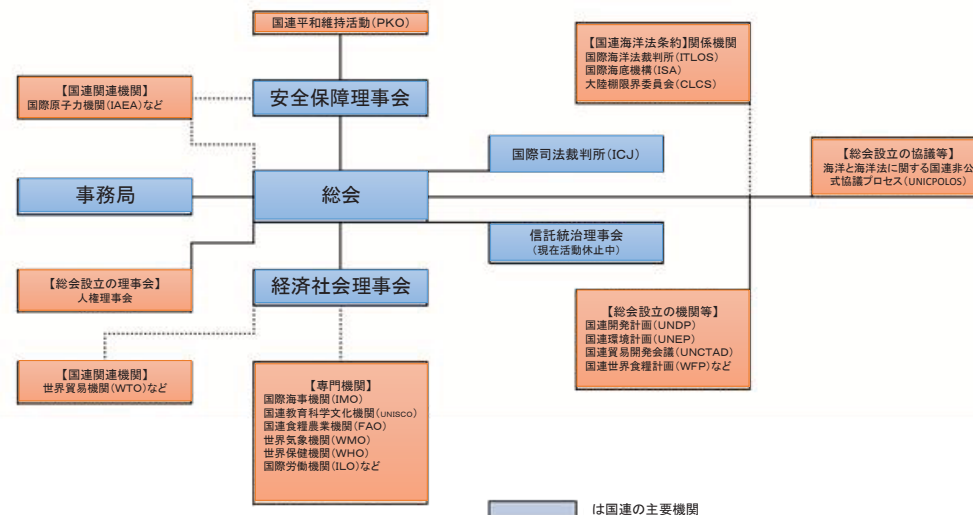 国連平和維持活動(PKO)
【国連海洋法条約】関係機関
国際海洋法裁判所(ITLOS)
国際海底機構(ISA)
大陸棚限界委員会(CLCS)
【国連関連機関】
国際原子力機関(IAEA)など
安全保障理事会
国際司法裁判所(ICJ)
【総会設立の協議等】
海洋と海洋法に関する国連非公
式協議プロセス(UNICPOLOS)
事務局
総会
信託統治理事会
(現在活動休止中)
【総会設立の理事会】
人権理事会
経済社会理事会
【総会設立の機関等】
国連開発計画(UNDP)
国連環境計画(UNEP)
国連貿易開発会議(UNCTAD)
国連世界食糧計画(WFP)など
【国連関連機関】
世界貿易機関(WTO)など
【専門機関】
国際海事機関(IMO)
国連教育科学文化機関(UNISCO)
国連食糧農業機関(FAO)
世界気象機関(WMO)
世界保健機関(WHO)
国際労働機関(ILO)など
は国連の主要機関